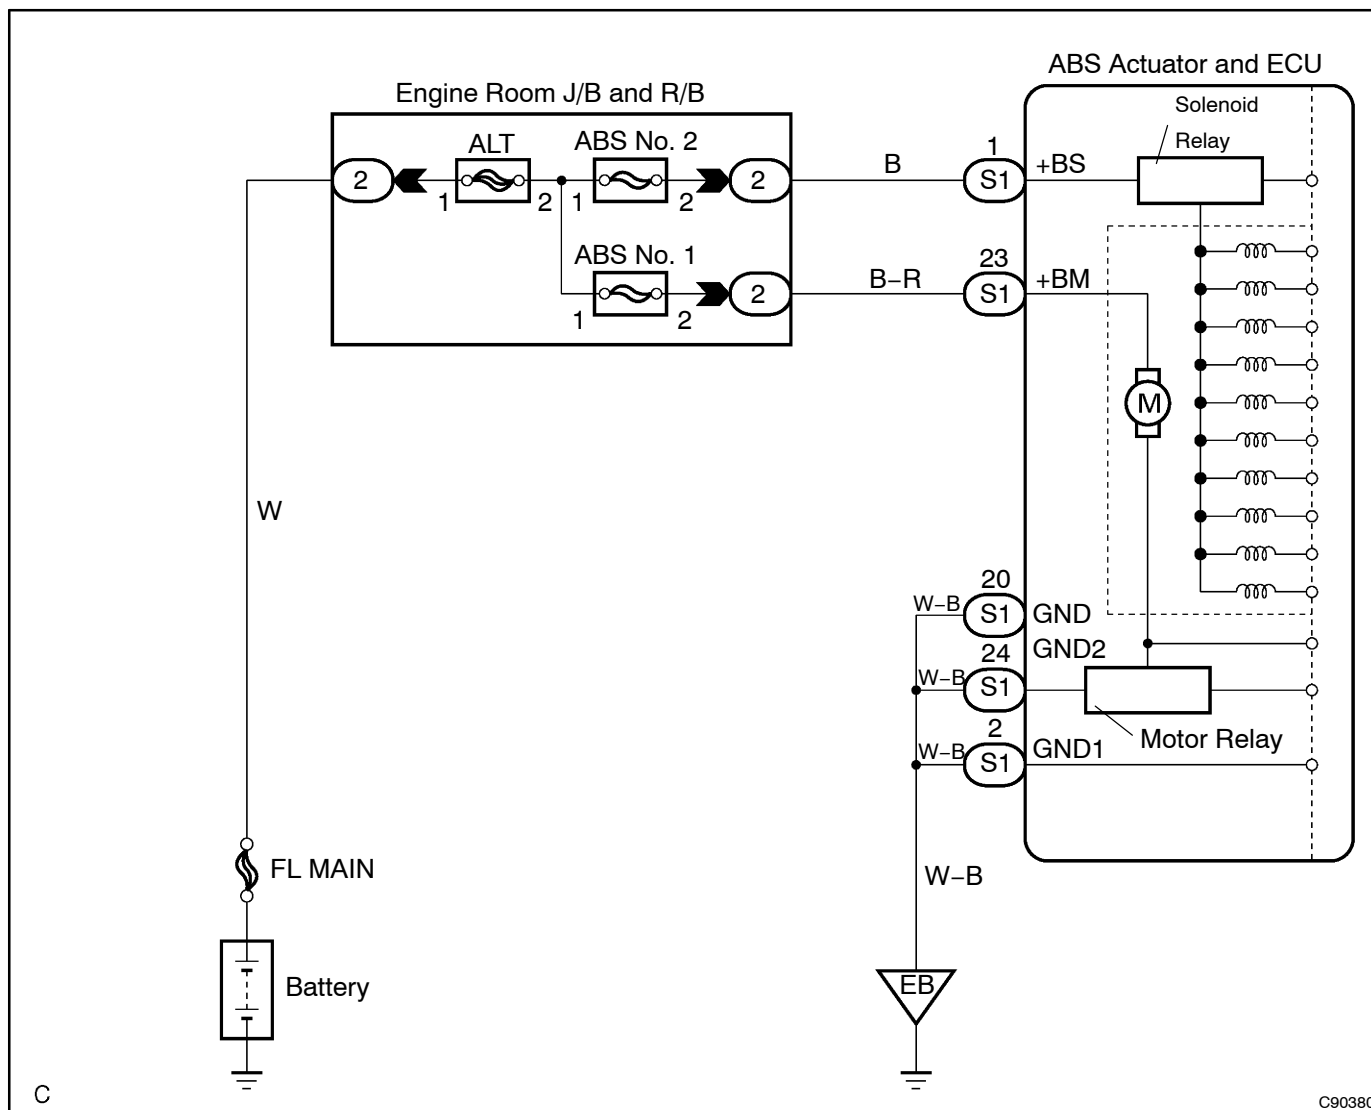 ABS Actuator and ECU
Engine Room J/B and R/B
Solenoid
Relay
ALT
ABS No. 2
2
1
2
1
2
2
B
1
S1
+BS
ABS No. 1
1
2
2
B−R
23
S1
+BM
M
W
20
W−B
S1
GND
24
GND2
W−B
S1
2
Motor Relay
W−B
S1
GND1
FL MAIN
W−B
Battery
EB
C
C90380